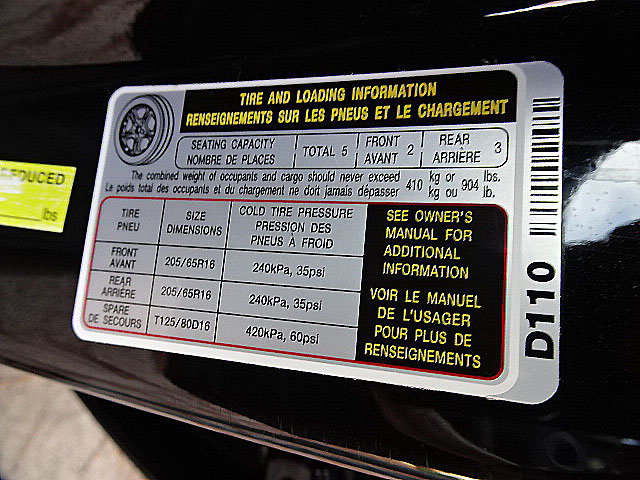 TIRE AND LOADING INFORMATION
RENSEIGNEMENTS SUR LES PNEUS ET LE CHARGEMENT
SEATING CAPACITY
NOMBRE DE PLACES
TOTAL 5
FRONT
AVANT 2
REAR
ARRIÈRE 3
The combined weight of occupants and cargo should never exceed 410 kg or 904 lbs.
Le poids total des occupants et du chargement ne doit jamais dépasser kg ou lb.
TIRE
PNEU
SIZE
DIMENSIONS
COLD TIRE PRESSURE
PRESSION DES
PNEUS À FROID
FRONT
AVANT
205/65R16
240kPa, 35psi
REAR
ARRIÈRE
205/65R16
240kPa, 35psi
SPARE
DE SECOURS
T125/80D16
420kPa, 60psi
SEE OWNER'S
MANUAL FOR
ADDITIONAL
INFORMATION
VOIR LE MANUEL
DE L'USAGER
POUR PLUS DE
RENSEIGNEMENTS
D110
lbs